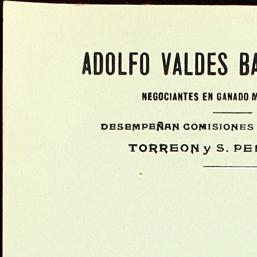 ADOLFO VALDES BA
NEGOCIANTES EN GANADO M
DESEMPEÑAN COMISIONES
TORREON y S. PE